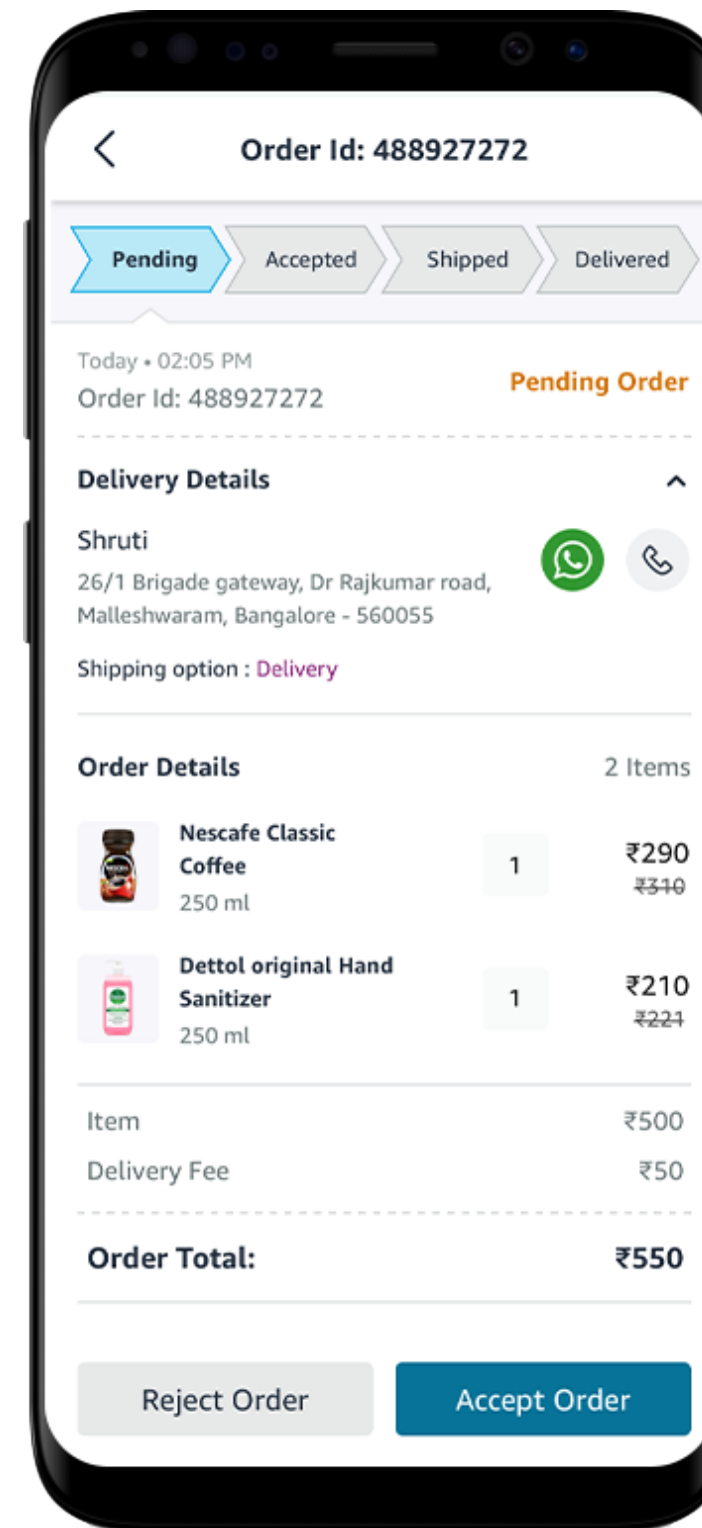 Order Id: 488927272
Pending
Accepted
Shipped
Delivered
Today • 02:05 PM
Order Id: 488927272
Pending Order
Delivery Details
Shruti
26/1 Brigade gateway, Dr Rajkumar road,
Malleshwaram, Bangalore - 560055
Shipping option : Delivery
Order Details
2 Items
Nescafe Classic
Coffee
250 ml
1
₹290
₹310
Dettol original Hand
Sanitizer
250 ml
1
₹210
₹221
Item
₹500
Delivery Fee
₹50
Order Total:
₹550
Reject Order
Accept Order